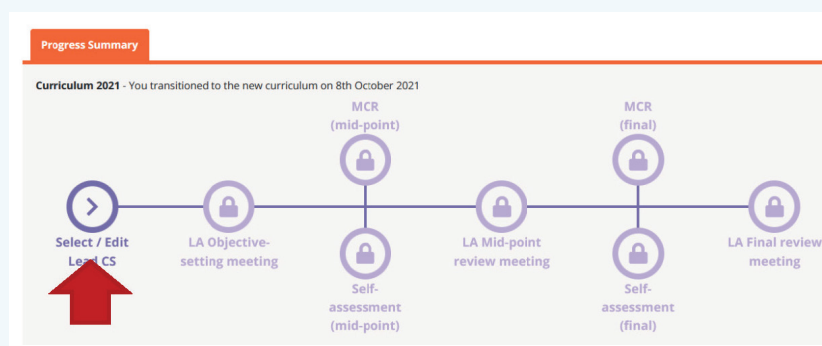 Progress Summary
Curriculum 2021 - You transitioned to the new curriculum on 8th October 2021
MCR
(mid-point)
MCR
(final)
Select / Edit
Lead CS
LA Objective-
setting meeting
LA Mid-point
review meeting
LA Final review
meeting
Self-
assessment
(mid-point)
Self-
assessment
(final)